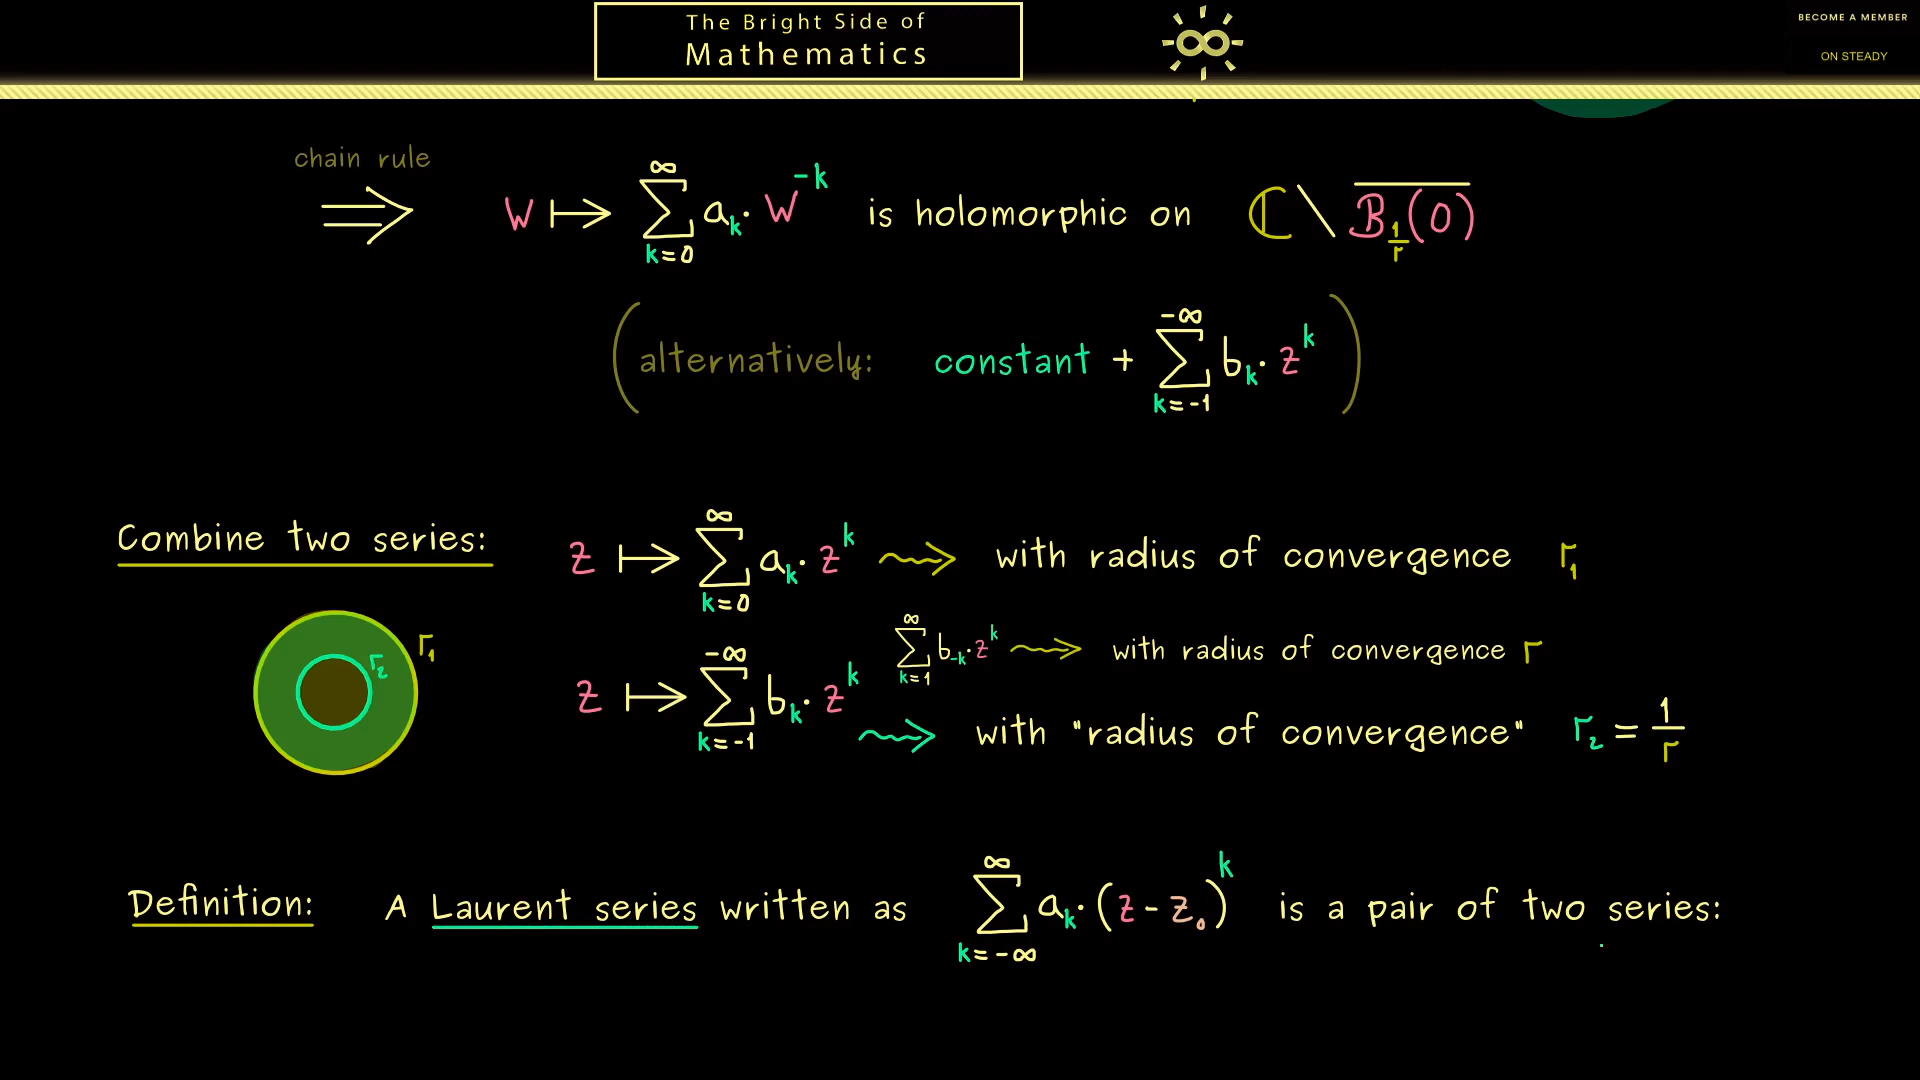 The Bright Side of
Mathematics
BECOME A MEMBER
ON STEADY
chain rule
⟹ w ↦ ∑_{k=0}^{∞} a_k · w^{-k} is holomorphic on ℂ \ \overline{B_{1/r}(0)}
(alternatively: constant + ∑_{k=-1}^{-∞} b_k · z^k)
Combine two series: z ↦ ∑_{k=0}^{∞} a_k · z^k ⇝ with radius of convergence r_1
r_1
r_2
∑_{k=1}^{∞} b_{-k} · z^k ⇝ with radius of convergence r
z ↦ ∑_{k=-1}^{-∞} b_k · z^k ⇝ with "radius of convergence" r_2 = 1/r
Definition: A Laurent series written as ∑_{k=-∞}^{∞} a_k · (z - z_0)^k is a pair of two series: